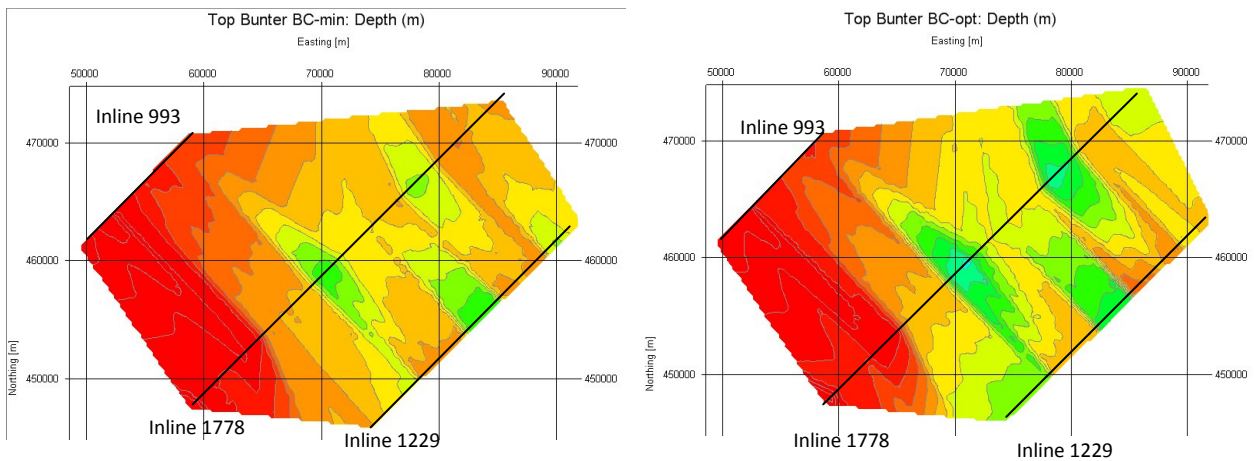 Top Bunter BC-min: Depth (m)
Easting [m]
50000 60000 70000 80000 90000
Inline 993
470000 470000
460000 460000
450000 450000
Northing [m]
Inline 1778
Inline 1229
Top Bunter BC-opt: Depth (m)
Easting [m]
50000 60000 70000 80000 90000
Inline 993
470000 470000
460000 460000
450000 450000
Northing [m]
Inline 1778
Inline 1229